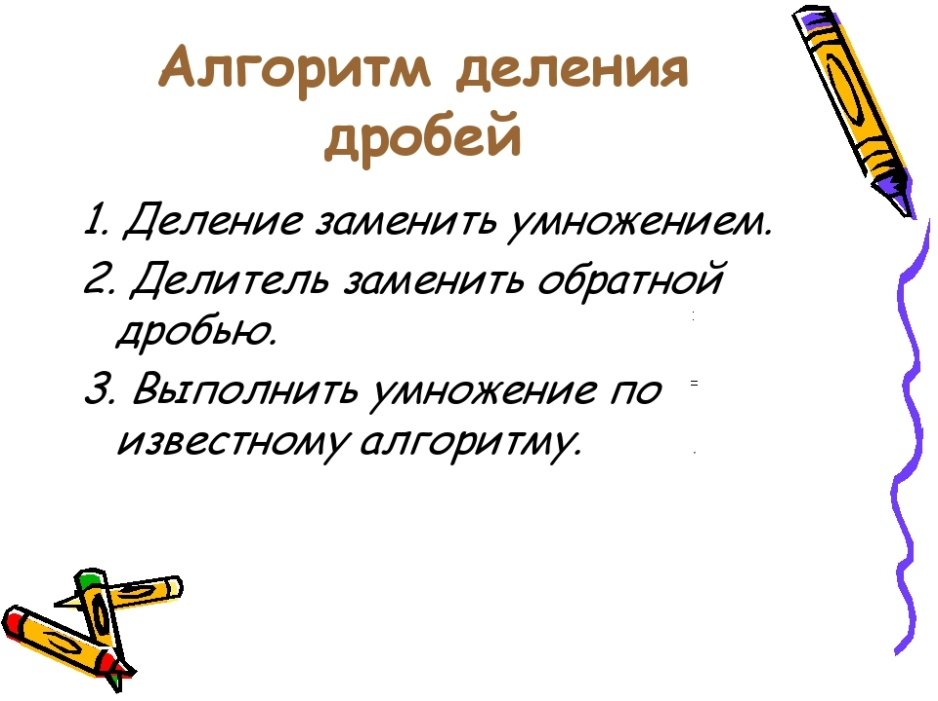 Алгоритм деления
дробей
1. Деление заменить умножением.
2. Делитель заменить обратной
дробью.
:
3. Выполнить умножение по
=
известному алгоритму.
.